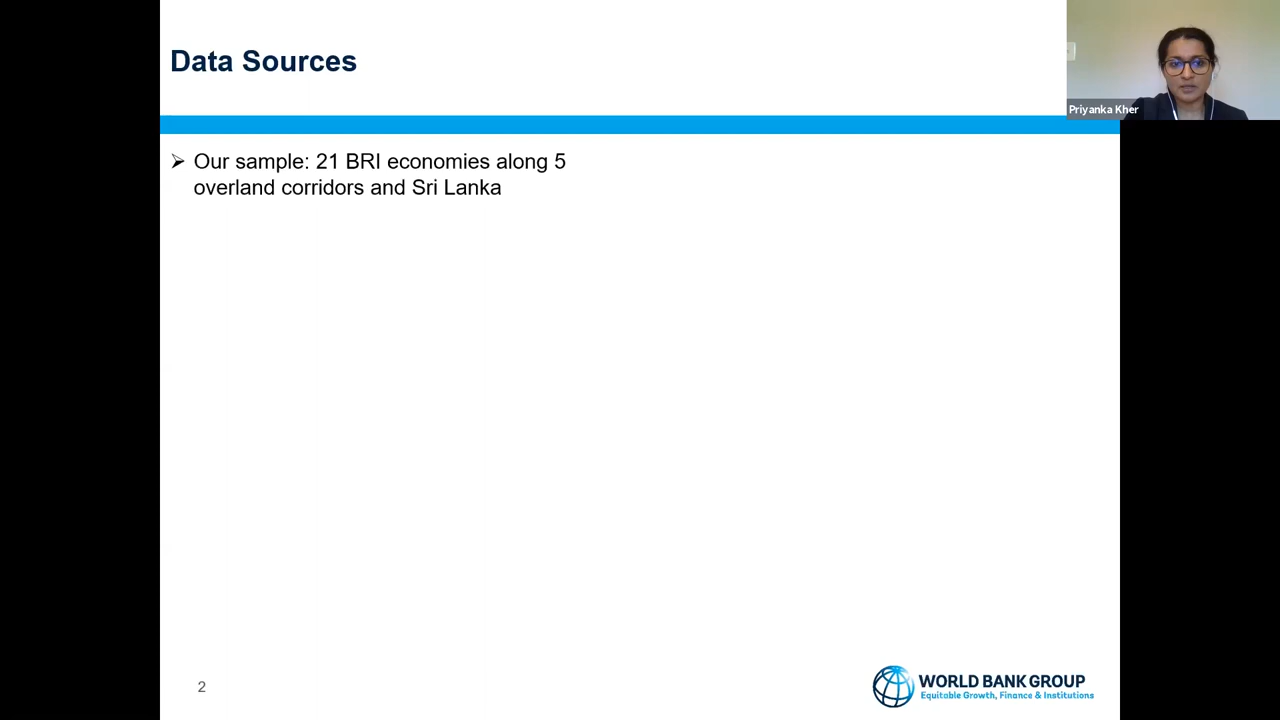 Data Sources
Priyanka Kher
➢ Our sample: 21 BRI economies along 5
overland corridors and Sri Lanka
2
WORLD BANK GROUP
Equitable Growth, Finance & Institutions